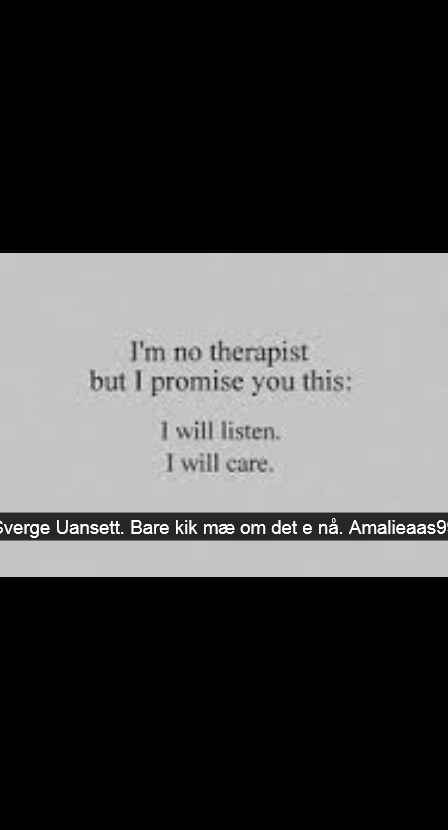 I'm no therapist
but I promise you this:
I will listen.
I will care.
Sverge Uansett. Bare kik mæ om det e nå. Amalieaas9